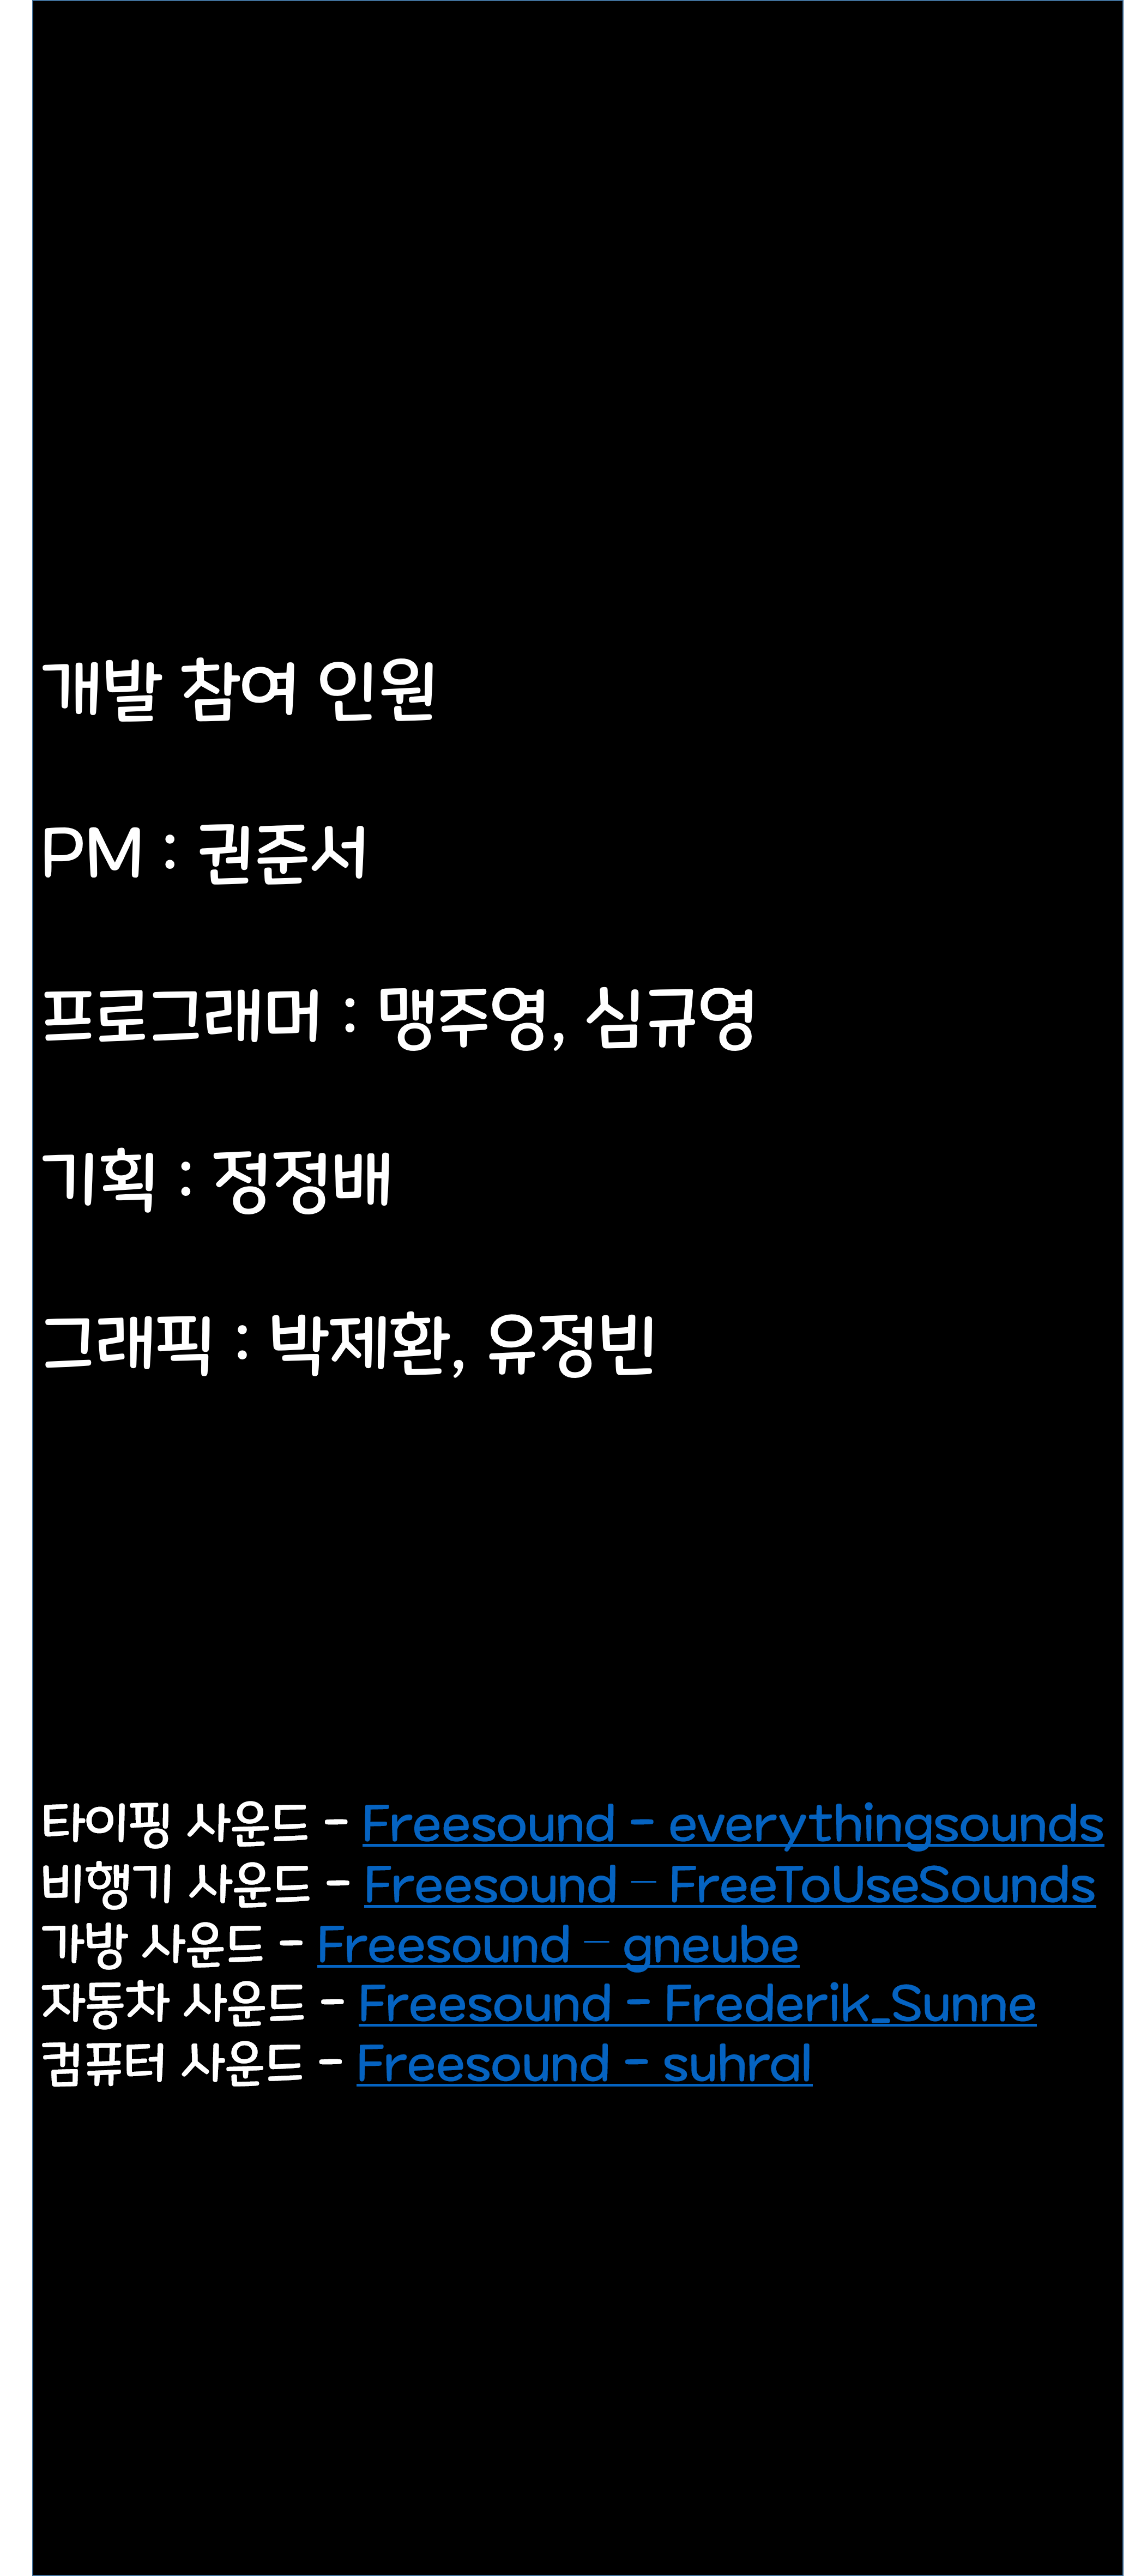 개발 참여 인원
PM : 권준서
프로그래머 : 맹주영, 심규영
기획 : 정정배
그래픽 : 박제환, 유정빈
타이핑 사운드 - Freesound - everythingsounds
비행기 사운드 - Freesound – FreeToUseSounds
가방 사운드 - Freesound – gneube
자동차 사운드 - Freesound - Frederik_Sunne
컴퓨터 사운드 - Freesound - suhral